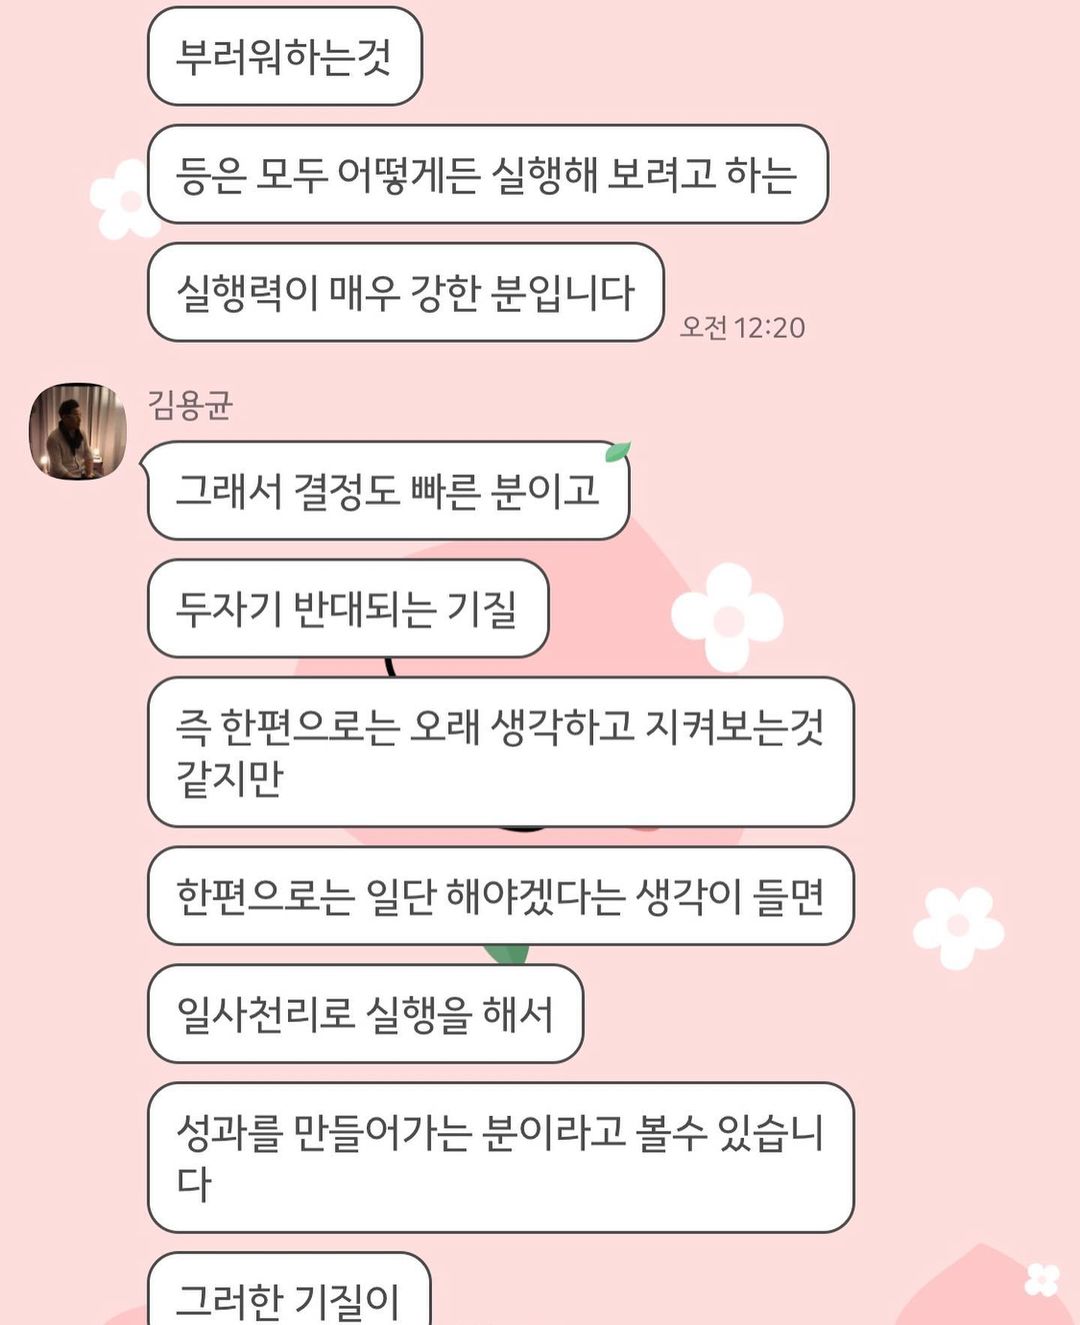 부러워하는것
등은 모두 어떻게든 실행해 보려고 하는
실행력이 매우 강한 분입니다
오전 12:20
김용균
그래서 결정도 빠른 분이고
두자기 반대되는 기질
즉 한편으로는 오래 생각하고 지켜보는것
같지만
한편으로는 일단 해야겠다는 생각이 들면
일사천리로 실행을 해서
성과를 만들어가는 분이라고 볼수 있습니
다
그러한 기질이